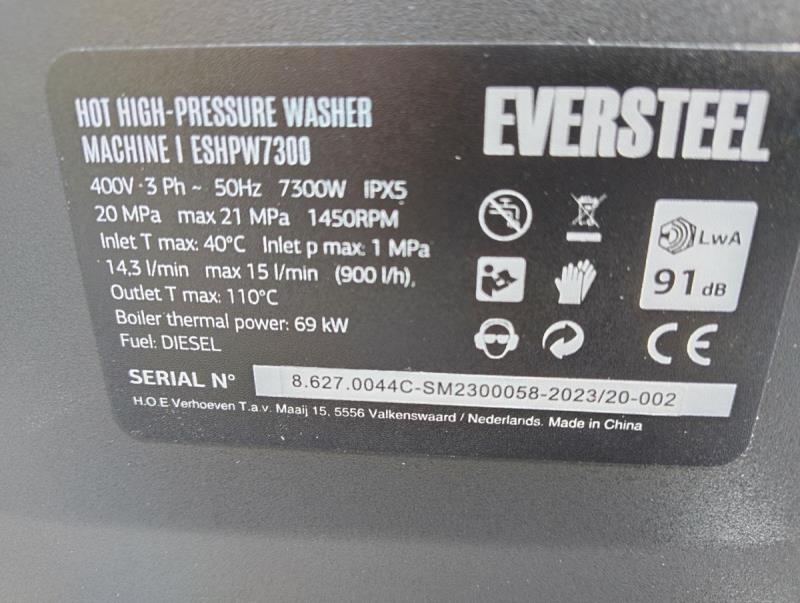 HOT HIGH-PRESSURE WASHER
MACHINE I ESHPW7300
EVERSTEEL
400V - 3 Ph ~ 50Hz 7300W IPX5
20 MPa max 21 MPa 1450RPM
Inlet T max: 40°C Inlet p max: 1 MPa
14,3 l/min max 15 l/min (900 l/h),
Outlet T max: 110°C
Boiler thermal power: 69 kW
Fuel: DIESEL
LwA
91 dB
CE
SERIAL N° 8.627.0044C-SM2300058-2023/20-002
H.O.E Verhoeven T.a.v. Maaij 15, 5556 Valkenswaard / Nederlands. Made in China